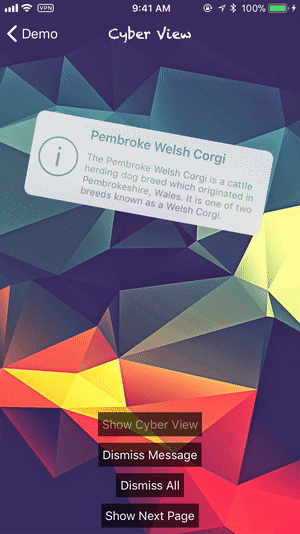 VPN 9:41 AM 100%
Demo Cyber View
Pembroke Welsh Corgi
The Pembroke Welsh Corgi is a cattle
herding dog breed which originated in
Pembrokeshire, Wales. It is one of two
breeds known as a Welsh Corgi.
Show Cyber View
Dismiss Message
Dismiss All
Show Next Page